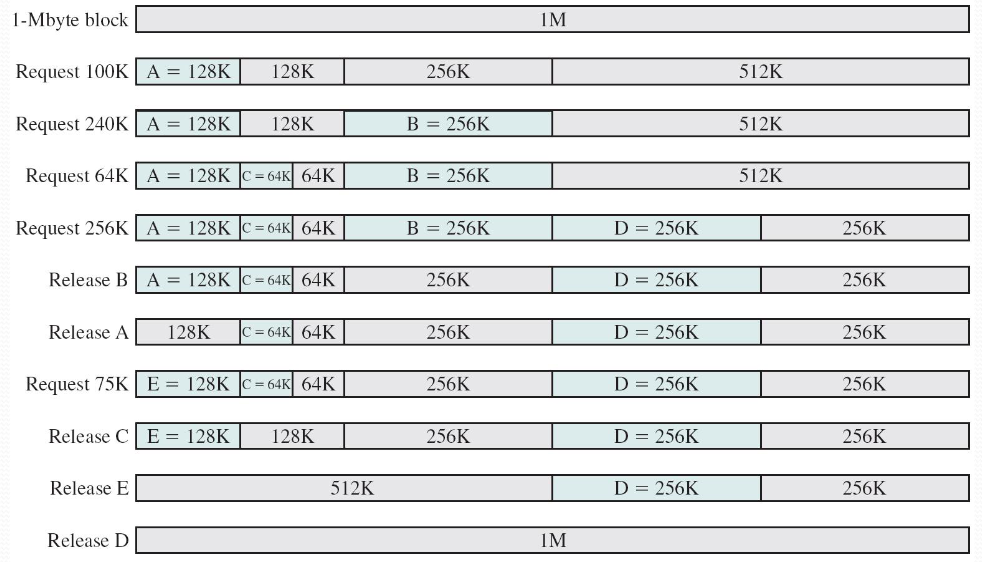 1-Mbyte block 1M
Request 100K A = 128K 128K 256K 512K
Request 240K A = 128K 128K B = 256K 512K
Request 64K A = 128K C = 64K 64K B = 256K 512K
Request 256K A = 128K C = 64K 64K B = 256K D = 256K 256K
Release B A = 128K C = 64K 64K 256K D = 256K 256K
Release A 128K C = 64K 64K 256K D = 256K 256K
Request 75K E = 128K C = 64K 64K 256K D = 256K 256K
Release C E = 128K 128K 256K D = 256K 256K
Release E 512K D = 256K 256K
Release D 1M